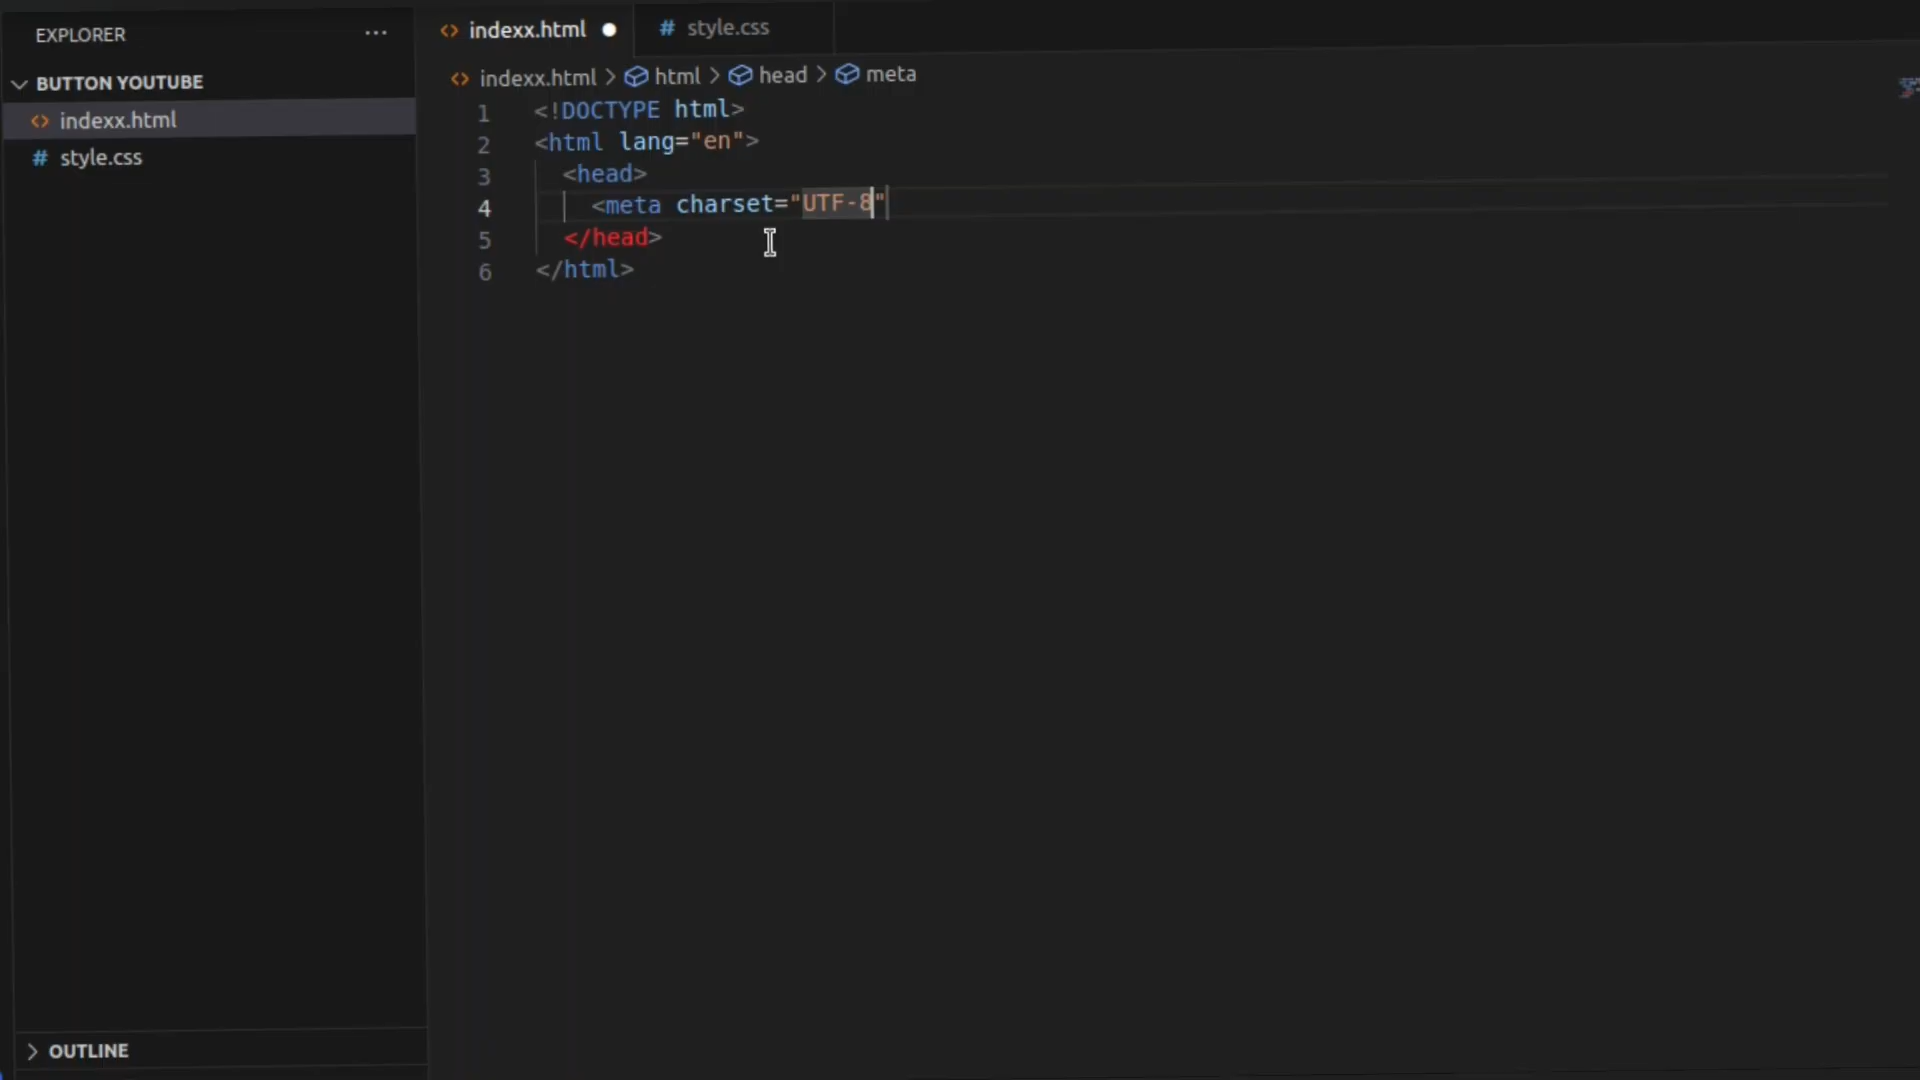 EXPLORER ...
BUTTON YOUTUBE
indexx.html
style.css
OUTLINE
indexx.html
style.css
indexx.html > html > head > meta
1 <!DOCTYPE html>
2 <html lang="en">
3 <head>
4 <meta charset="UTF-8"
5 </head>
6 </html>